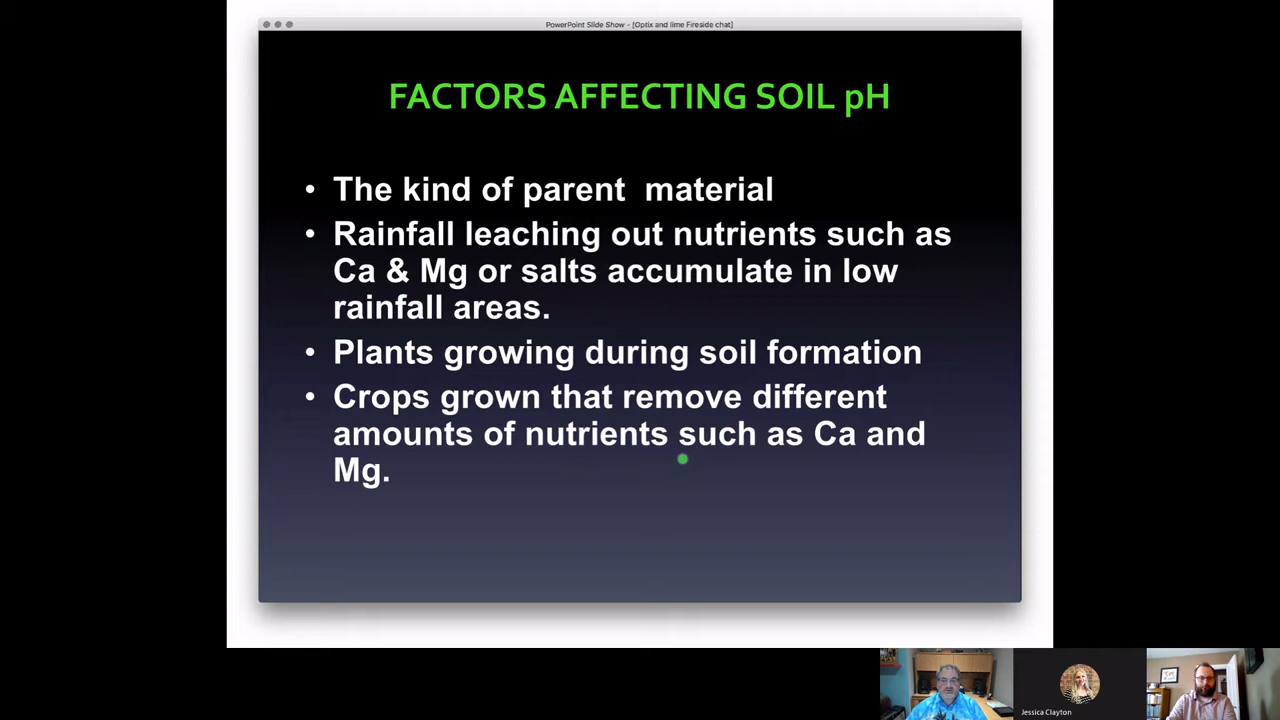 PowerPoint Slide Show - [Optix and lime Fireside chat]
FACTORS AFFECTING SOIL pH
• The kind of parent  material
• Rainfall leaching out nutrients such as
Ca & Mg or salts accumulate in low
rainfall areas.
• Plants growing during soil formation
• Crops grown that remove different
amounts of nutrients such as Ca and
Mg.
Jessica Clayton